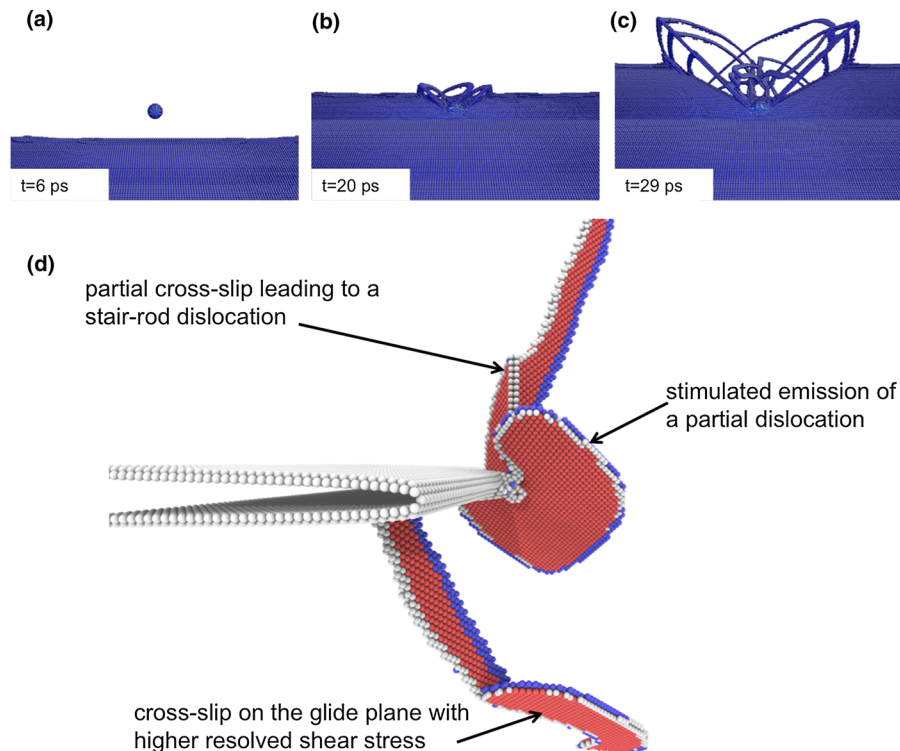 (a)
(b)
(c)
t=6 ps
t=20 ps
t=29 ps
(d)
partial cross-slip leading to a
stair-rod dislocation
stimulated emission of
a partial dislocation
cross-slip on the glide plane with
higher resolved shear stress